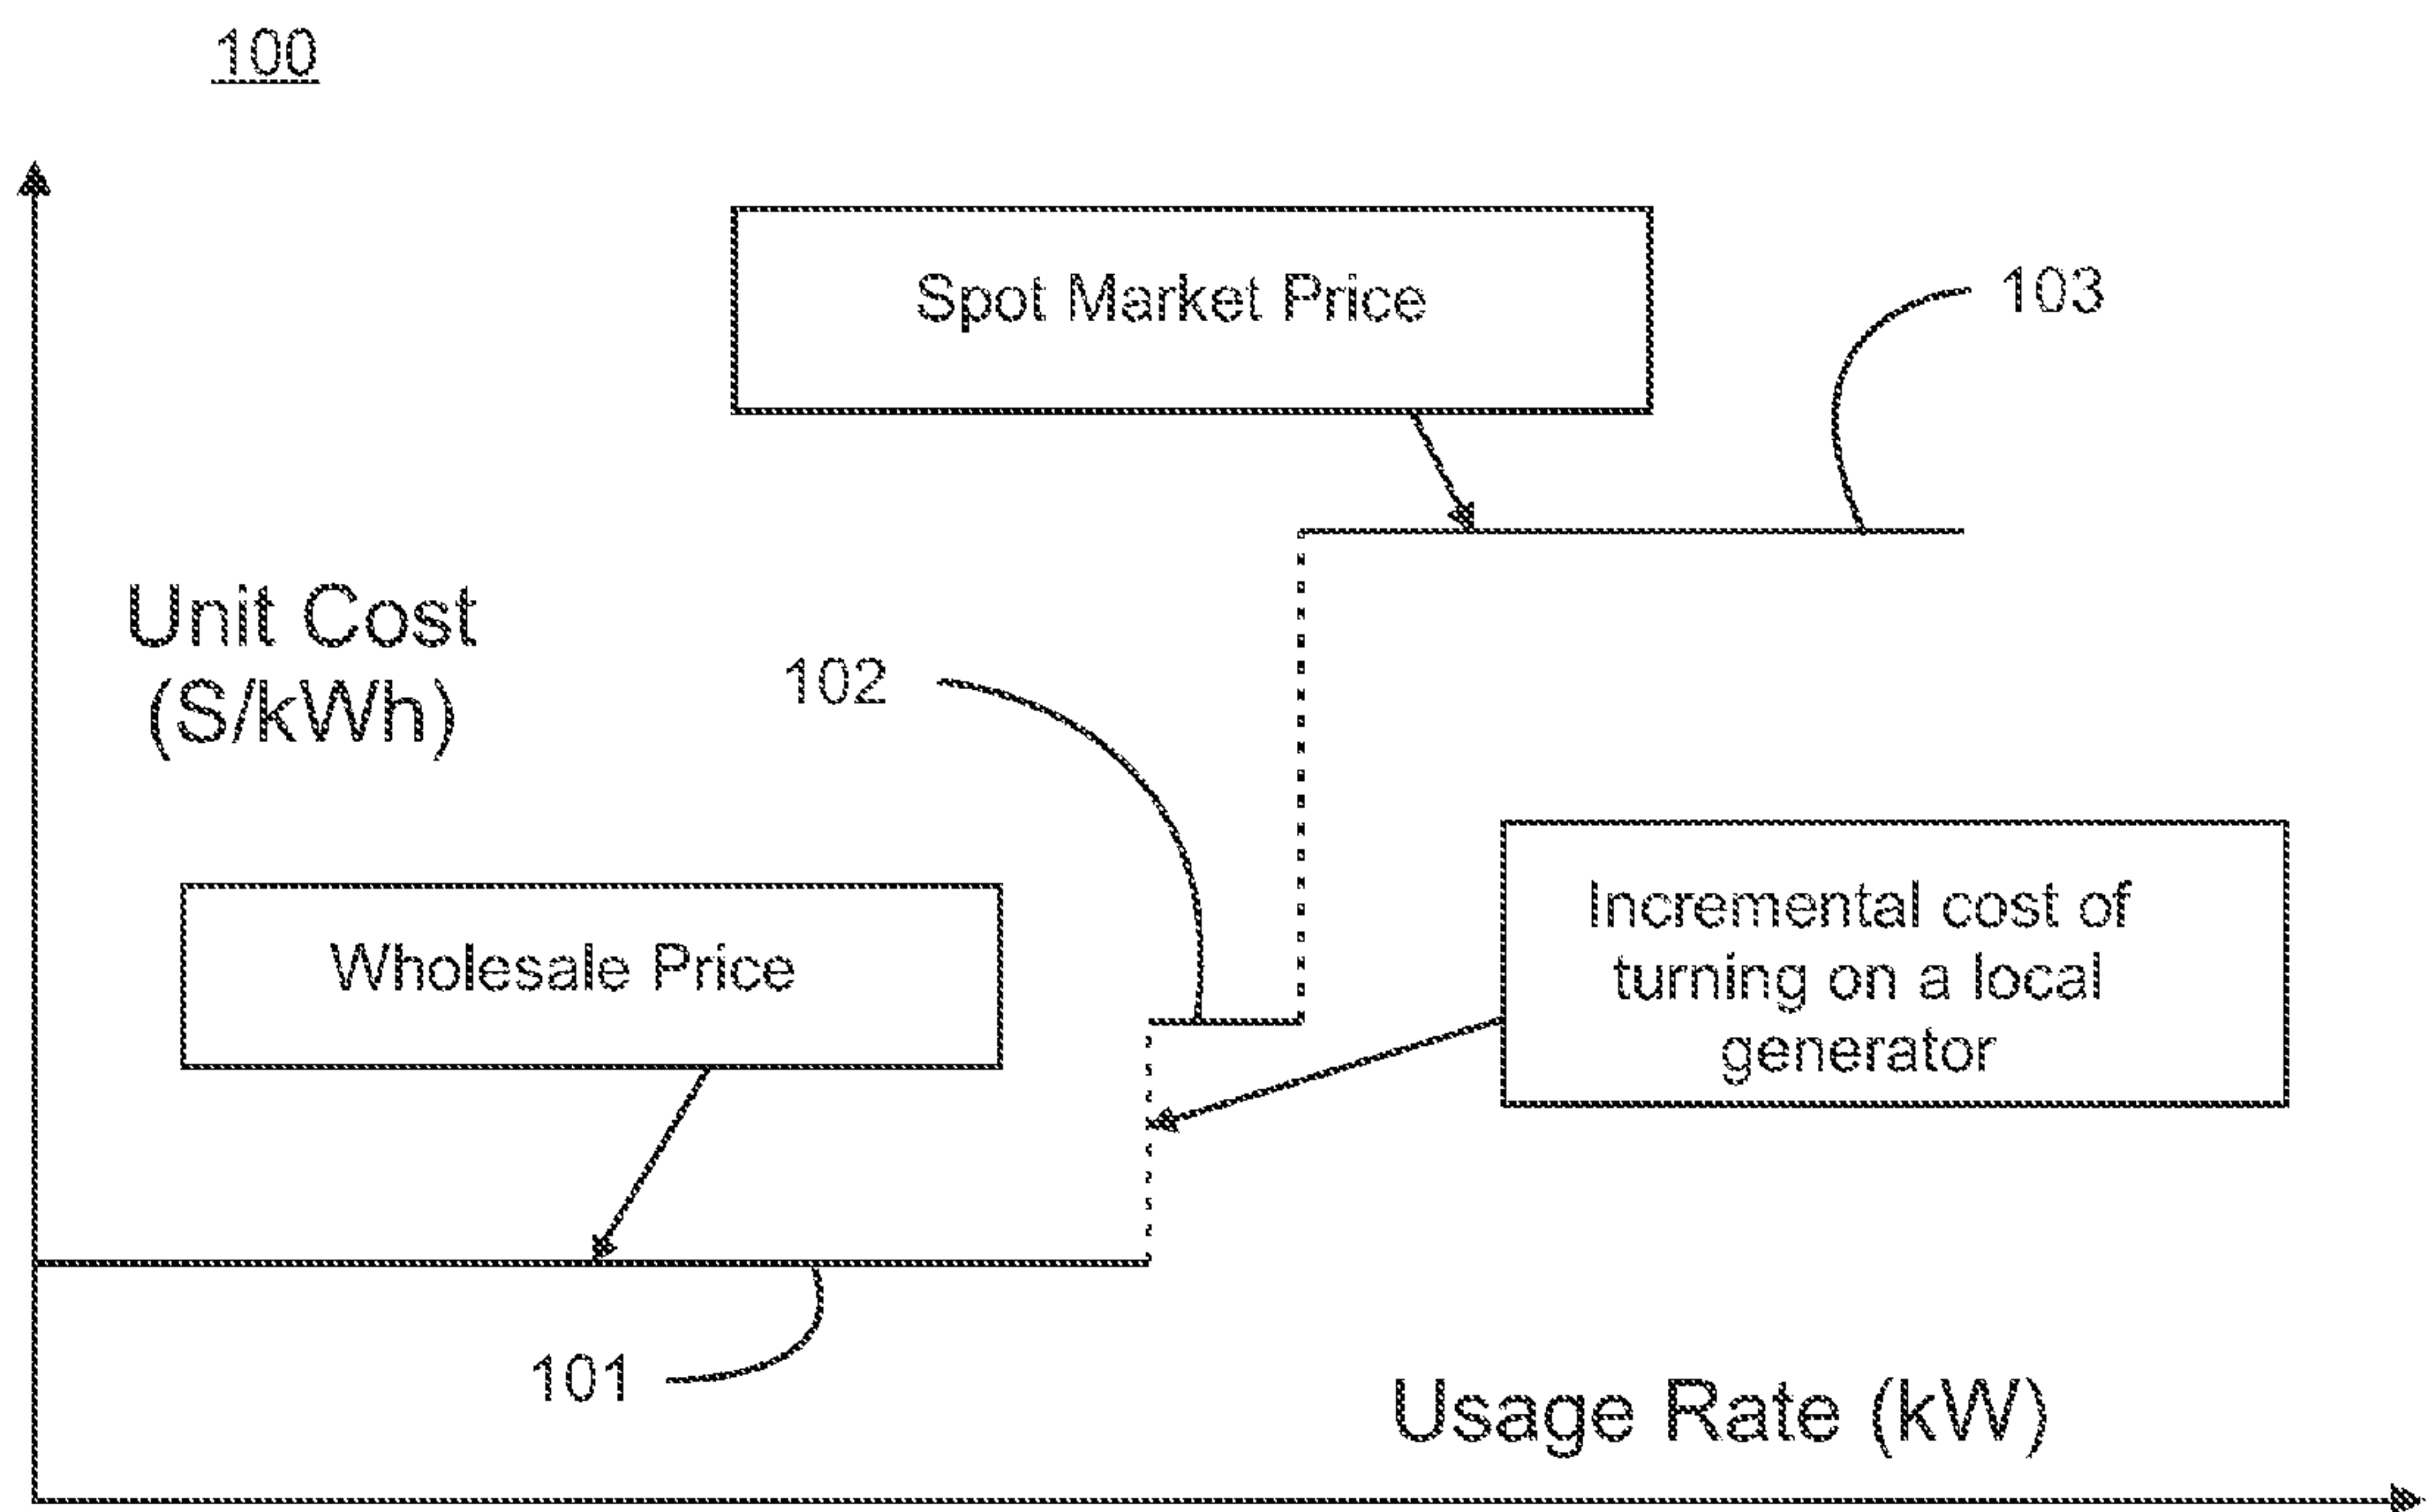 100
Spot Market Price
103
Unit Cost
(S/kWh)
102
Wholesale Price
Incremental cost of
turning on a local
generator
101
Usage Rate (kW)